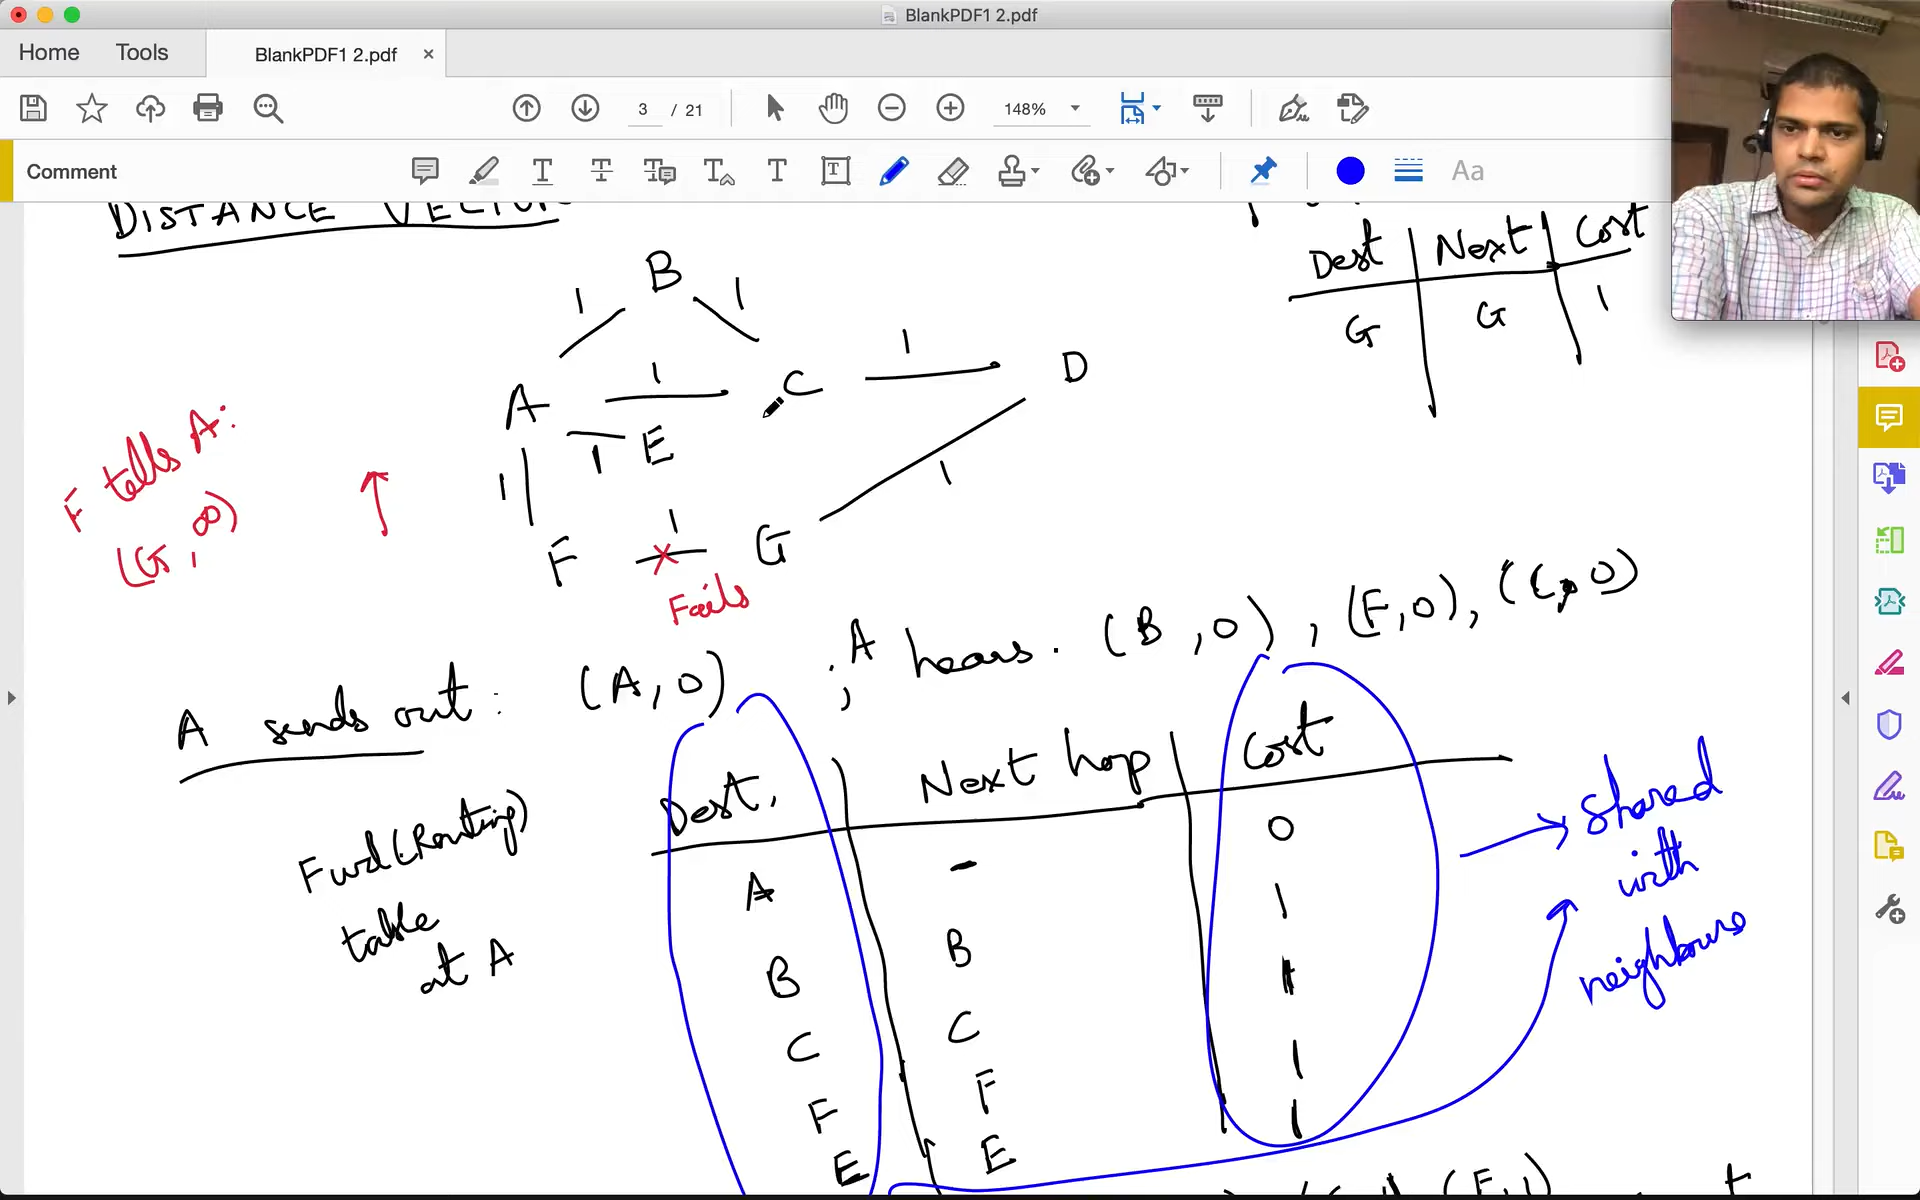 BlankPDF1 2.pdf
Home Tools BlankPDF1 2.pdf ×
3 / 21 148%
Comment Aa
DISTANCE VECTOR
Dest Next Cost
G G 1
B
1 1
A 1 C 1 D
1 E
1
F 1 G 1
Fails
F tells A:
(G, ∞)
A sends out: (A, 0) ; A hears. (B, 0), (F, 0), (C, 0)
Fwd (Routing)
table
at A
Dest. Next hop Cost
A - 0
B B 1
C C 1
F F 1
E E 1
→ shared
with
neighbours